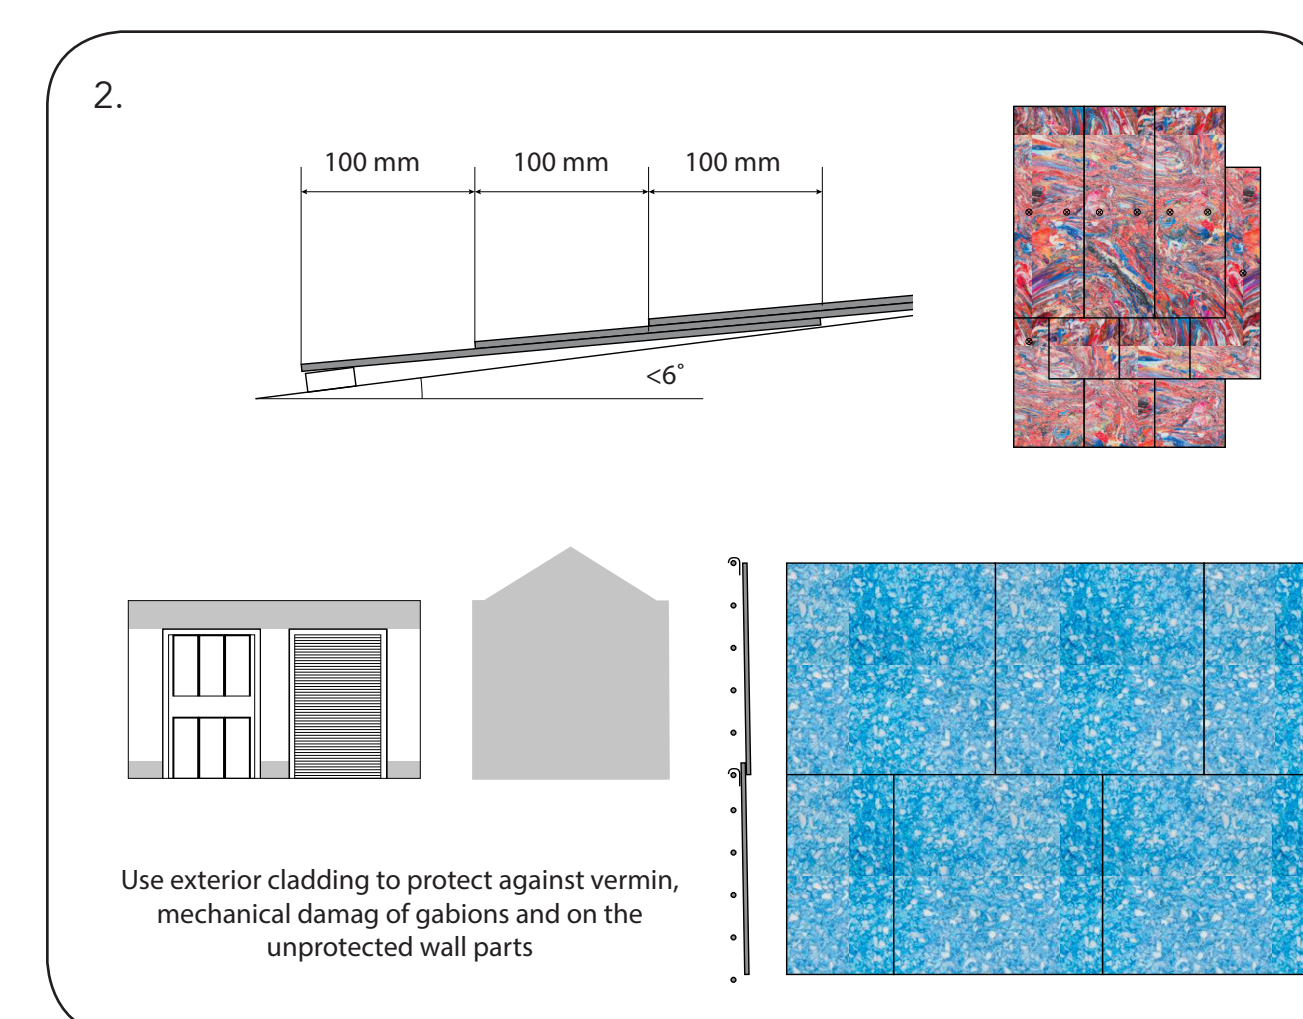 2.
100 mm 100 mm 100 mm
<6˚
Use exterior cladding to protect against vermin,
mechanical damag of gabions and on the
unprotected wall parts